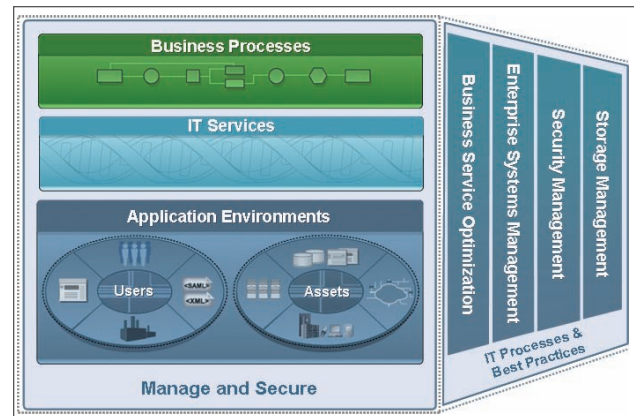 Business Processes
IT Services
Application Environments
Users
<SAML>
<XML>
Assets
Manage and Secure
Business Service Optimization
Enterprise Systems Management
Security Management
Storage Management
IT Processes &
Best Practices